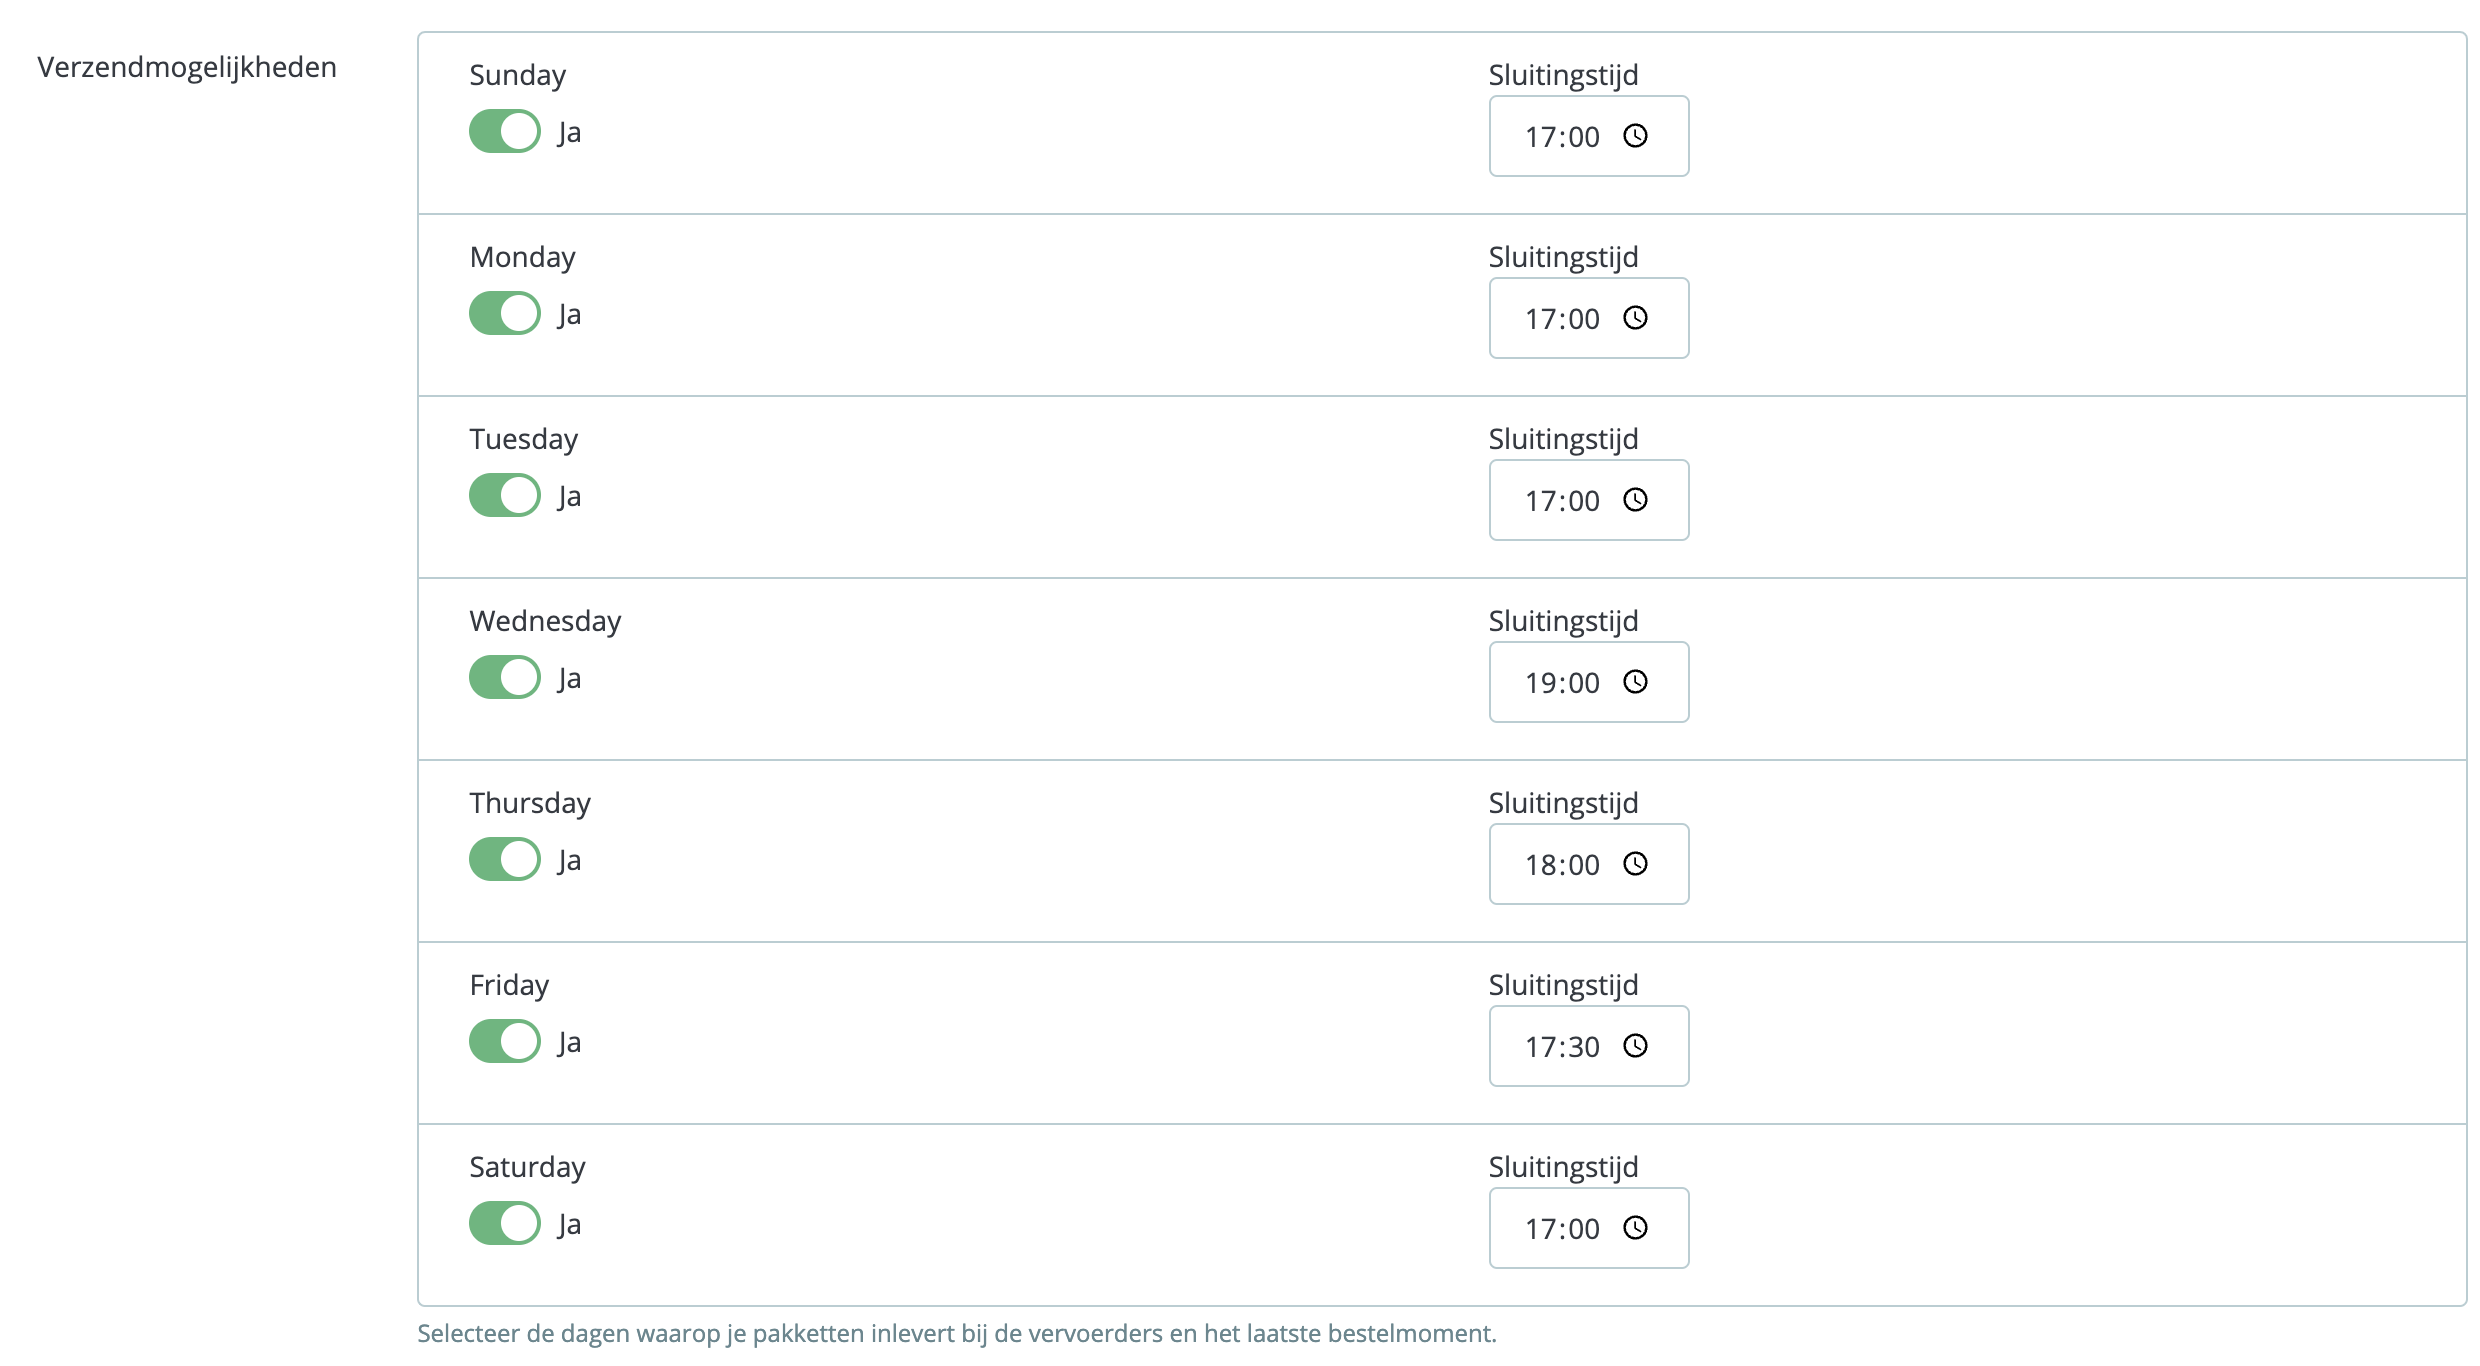 Verzendmogelijkheden
Sunday
Sluitingstijd
Ja
17:00
Monday
Sluitingstijd
Ja
17:00
Tuesday
Sluitingstijd
Ja
17:00
Wednesday
Sluitingstijd
Ja
19:00
Thursday
Sluitingstijd
Ja
18:00
Friday
Sluitingstijd
Ja
17:30
Saturday
Sluitingstijd
Ja
17:00
Selecteer de dagen waarop je pakketten inlevert bij de vervoerders en het laatste bestelmoment.